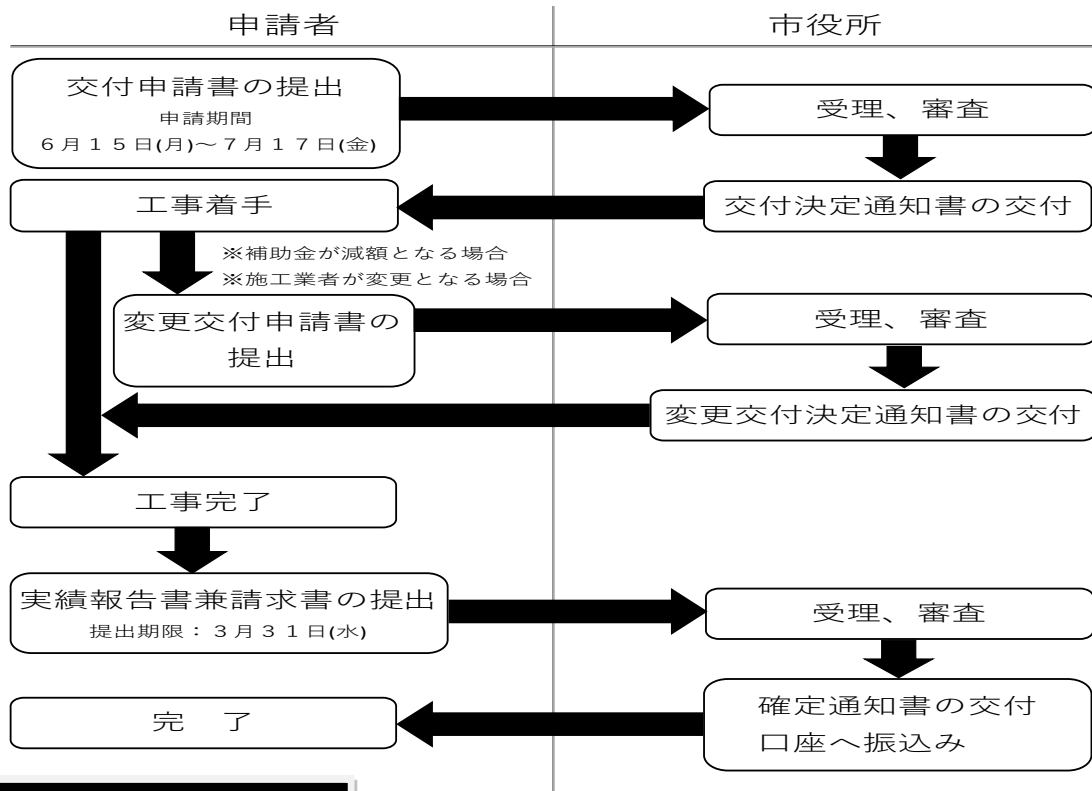 申請者
市役所
交付申請書の提出
申請期間
６月１５日(月)～７月１７日(金)
受理、審査
工事着手
交付決定通知書の交付
※補助金が減額となる場合
※施工業者が変更となる場合
変更交付申請書の
提出
受理、審査
変更交付決定通知書の交付
工事完了
実績報告書兼請求書の提出
提出期限：３月３１日(水)
受理、審査
完　了
確定通知書の交付
口座へ振込み